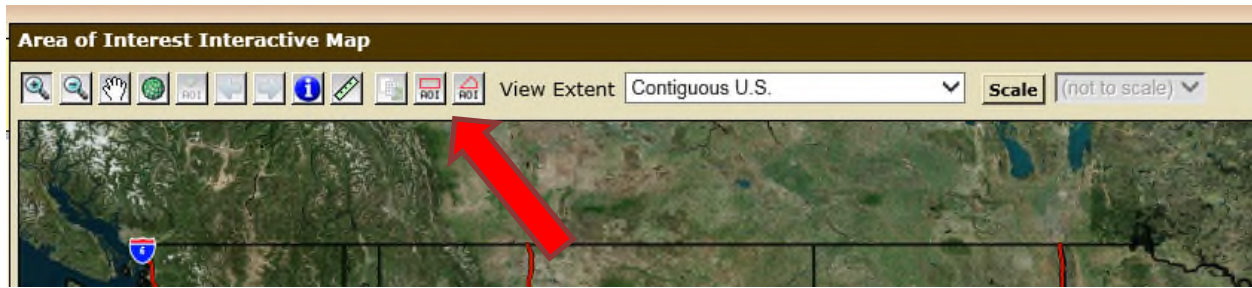 Area of Interest Interactive Map
AOI AOI AOI View Extent Contiguous U.S. Scale (not to scale)